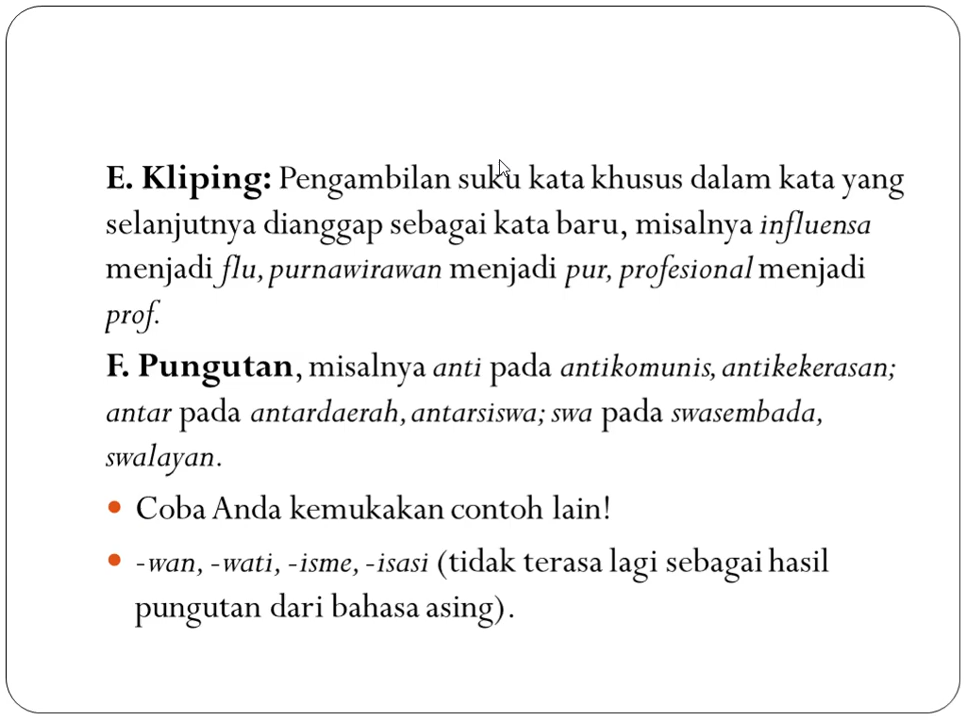 E. Kliping: Pengambilan suku kata khusus dalam kata yang
selanjutnya dianggap sebagai kata baru, misalnya influensa
menjadi flu, purnawirawan menjadi pur, profesional menjadi
prof.
F. Pungutan, misalnya anti pada antikomunis, antikekerasan;
antar pada antardaerah, antarsiswa; swa pada swasembada,
swalayan.
• Coba Anda kemukakan contoh lain!
• -wan, -wati, -isme, -isasi (tidak terasa lagi sebagai hasil
pungutan dari bahasa asing).